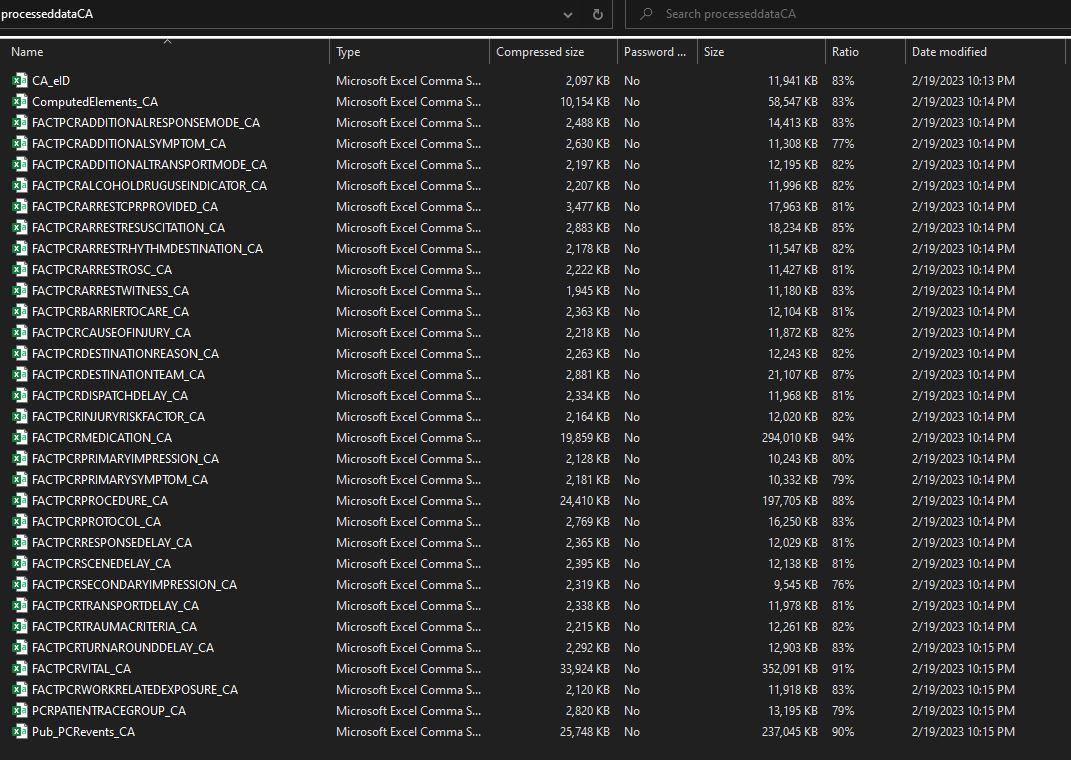 processeddataCA Search processeddataCA
Name Type Compressed size Password ... Size Ratio Date modified
CA_eID Microsoft Excel Comma S... 2,097 KB No 11,941 KB 83% 2/19/2023 10:13 PM
ComputedElements_CA Microsoft Excel Comma S... 10,154 KB No 58,547 KB 83% 2/19/2023 10:14 PM
FACTPCRADDITIONALRESPONSEMODE_CA Microsoft Excel Comma S... 2,488 KB No 14,413 KB 83% 2/19/2023 10:14 PM
FACTPCRADDITIONALSYMPTOM_CA Microsoft Excel Comma S... 2,630 KB No 11,308 KB 77% 2/19/2023 10:14 PM
FACTPCRADDITIONALTRANSPORTMODE_CA Microsoft Excel Comma S... 2,197 KB No 12,195 KB 82% 2/19/2023 10:14 PM
FACTPCRALCOHOLDRUGUSEINDICATOR_CA Microsoft Excel Comma S... 2,207 KB No 11,996 KB 82% 2/19/2023 10:14 PM
FACTPCRARRESTCPRPROVIDED_CA Microsoft Excel Comma S... 3,477 KB No 17,963 KB 81% 2/19/2023 10:14 PM
FACTPCRARRESTRESUSCITATION_CA Microsoft Excel Comma S... 2,883 KB No 18,234 KB 85% 2/19/2023 10:14 PM
FACTPCRARRESTRHYTHMDESTINATION_CA Microsoft Excel Comma S... 2,178 KB No 11,547 KB 82% 2/19/2023 10:14 PM
FACTPCRARRESTROSC_CA Microsoft Excel Comma S... 2,222 KB No 11,427 KB 81% 2/19/2023 10:14 PM
FACTPCRARRESTWITNESS_CA Microsoft Excel Comma S... 1,945 KB No 11,180 KB 83% 2/19/2023 10:14 PM
FACTPCRBARRIERTOCARE_CA Microsoft Excel Comma S... 2,363 KB No 12,104 KB 81% 2/19/2023 10:14 PM
FACTPCRCAUSEOFINJURY_CA Microsoft Excel Comma S... 2,218 KB No 11,872 KB 82% 2/19/2023 10:14 PM
FACTPCRDESTINATIONREASON_CA Microsoft Excel Comma S... 2,263 KB No 12,243 KB 82% 2/19/2023 10:14 PM
FACTPCRDESTINATIONTEAM_CA Microsoft Excel Comma S... 2,881 KB No 21,107 KB 87% 2/19/2023 10:14 PM
FACTPCRDISPATCHDELAY_CA Microsoft Excel Comma S... 2,334 KB No 11,968 KB 81% 2/19/2023 10:14 PM
FACTPCRINJURYRISKFACTOR_CA Microsoft Excel Comma S... 2,164 KB No 12,020 KB 82% 2/19/2023 10:14 PM
FACTPCRMEDICATION_CA Microsoft Excel Comma S... 19,859 KB No 294,010 KB 94% 2/19/2023 10:14 PM
FACTPCRPRIMARYIMPRESSION_CA Microsoft Excel Comma S... 2,128 KB No 10,243 KB 80% 2/19/2023 10:14 PM
FACTPCRPRIMARYSYMPTOM_CA Microsoft Excel Comma S... 2,181 KB No 10,332 KB 79% 2/19/2023 10:14 PM
FACTPCRPROCEDURE_CA Microsoft Excel Comma S... 24,410 KB No 197,705 KB 88% 2/19/2023 10:14 PM
FACTPCRPROTOCOL_CA Microsoft Excel Comma S... 2,769 KB No 16,250 KB 83% 2/19/2023 10:14 PM
FACTPCRRESPONSEDELAY_CA Microsoft Excel Comma S... 2,365 KB No 12,029 KB 81% 2/19/2023 10:14 PM
FACTPCRSCENEDELAY_CA Microsoft Excel Comma S... 2,395 KB No 12,138 KB 81% 2/19/2023 10:14 PM
FACTPCRSECONDARYIMPRESSION_CA Microsoft Excel Comma S... 2,319 KB No 9,545 KB 76% 2/19/2023 10:14 PM
FACTPCRTRANSPORTDELAY_CA Microsoft Excel Comma S... 2,338 KB No 11,978 KB 81% 2/19/2023 10:14 PM
FACTPCRTRAUMACRITERIA_CA Microsoft Excel Comma S... 2,215 KB No 12,261 KB 82% 2/19/2023 10:14 PM
FACTPCRTURNAROUNDDELAY_CA Microsoft Excel Comma S... 2,292 KB No 12,903 KB 83% 2/19/2023 10:15 PM
FACTPCRVITAL_CA Microsoft Excel Comma S... 33,924 KB No 352,091 KB 91% 2/19/2023 10:15 PM
FACTPCRWORKRELATEDEXPOSURE_CA Microsoft Excel Comma S... 2,120 KB No 11,918 KB 83% 2/19/2023 10:15 PM
PCRPATIENTRACEGROUP_CA Microsoft Excel Comma S... 2,820 KB No 13,195 KB 79% 2/19/2023 10:15 PM
Pub_PCRevents_CA Microsoft Excel Comma S... 25,748 KB No 237,045 KB 90% 2/19/2023 10:15 PM